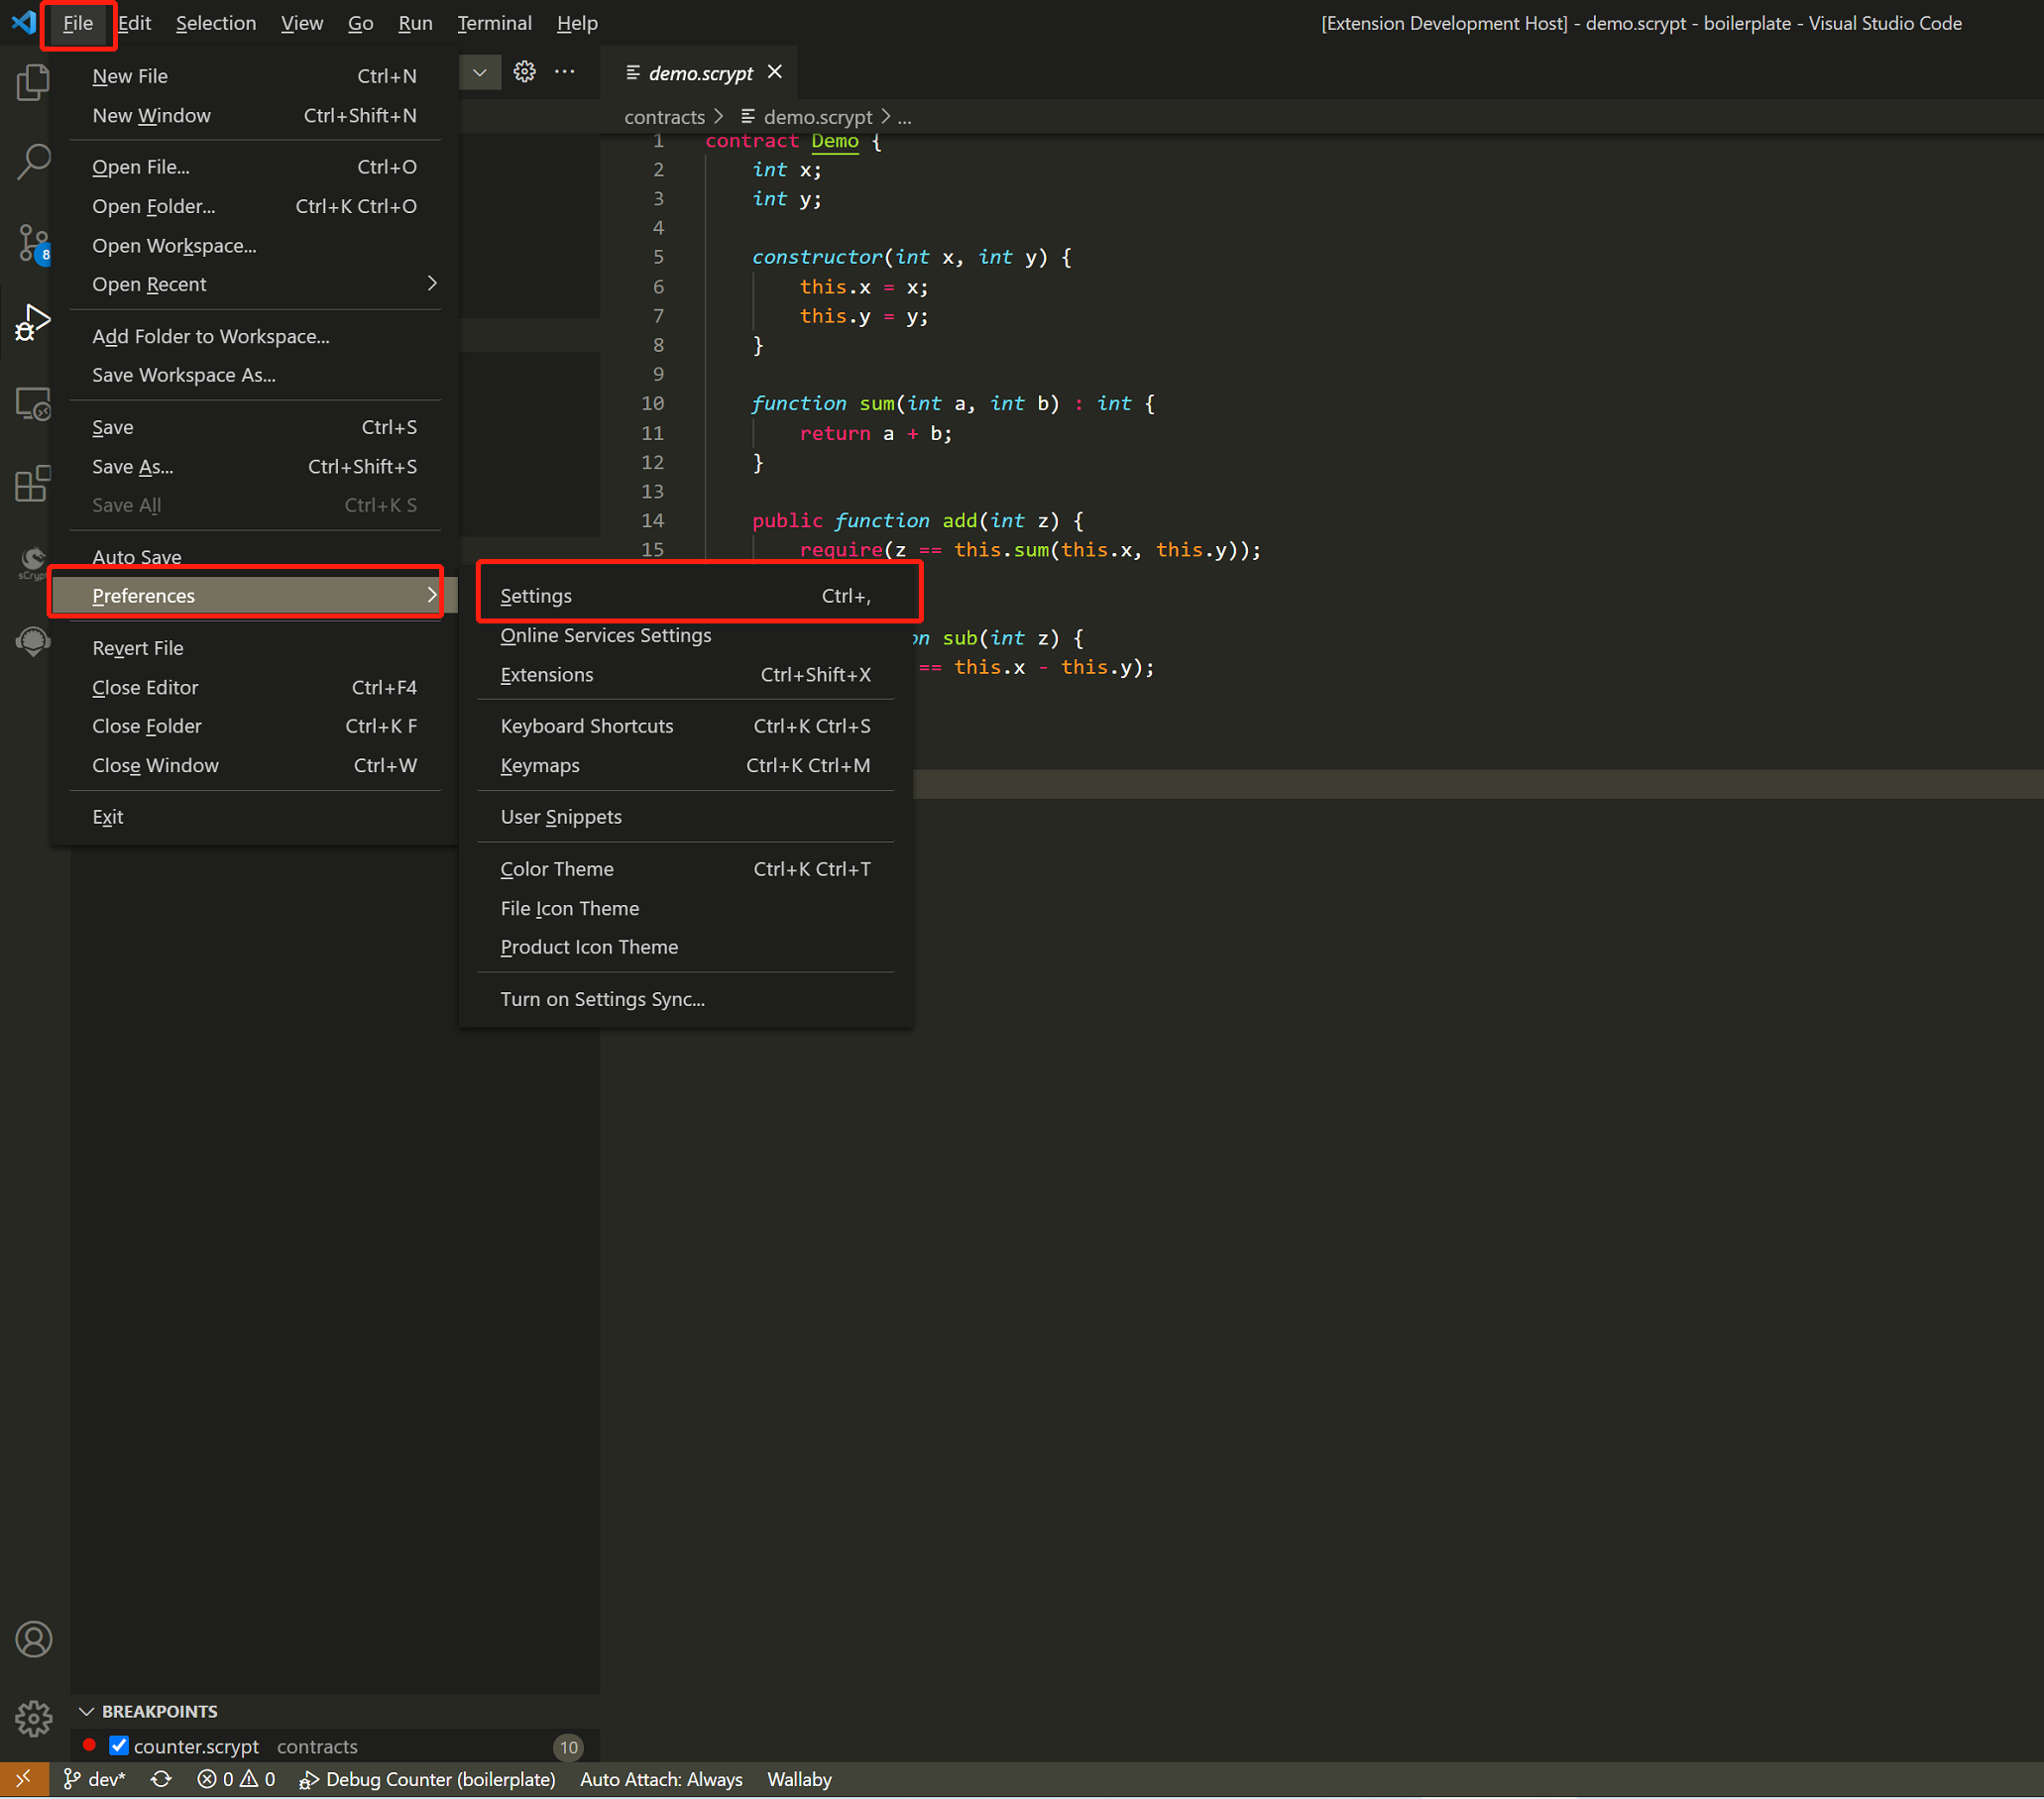 File Edit Selection View Go Run Terminal Help [Extension Development Host] - demo.scrypt - boilerplate - Visual Studio Code
New File Ctrl+N
New Window Ctrl+Shift+N
Open File... Ctrl+O
Open Folder... Ctrl+K Ctrl+O
Open Workspace...
Open Recent
Add Folder to Workspace...
Save Workspace As...
Save Ctrl+S
Save As... Ctrl+Shift+S
Save All Ctrl+K S
Auto Save
Preferences
Revert File
Close Editor Ctrl+F4
Close Folder Ctrl+K F
Close Window Ctrl+W
Exit
8
sCrypt
Settings Ctrl+,
Online Services Settings
Extensions Ctrl+Shift+X
Keyboard Shortcuts Ctrl+K Ctrl+S
Keymaps Ctrl+K Ctrl+M
User Snippets
Color Theme Ctrl+K Ctrl+T
File Icon Theme
Product Icon Theme
Turn on Settings Sync...
demo.scrypt
contracts > demo.scrypt > ...
1 contract Demo {
2 int x;
3 int y;
4
5 constructor(int x, int y) {
6 this.x = x;
7 this.y = y;
8 }
9
10 function sum(int a, int b) : int {
11 return a + b;
12 }
13
14 public function add(int z) {
15 require(z == this.sum(this.x, this.y));
on sub(int z) {
== this.x - this.y);
BREAKPOINTS
counter.scrypt contracts 10
dev* 0 0 Debug Counter (boilerplate) Auto Attach: Always Wallaby